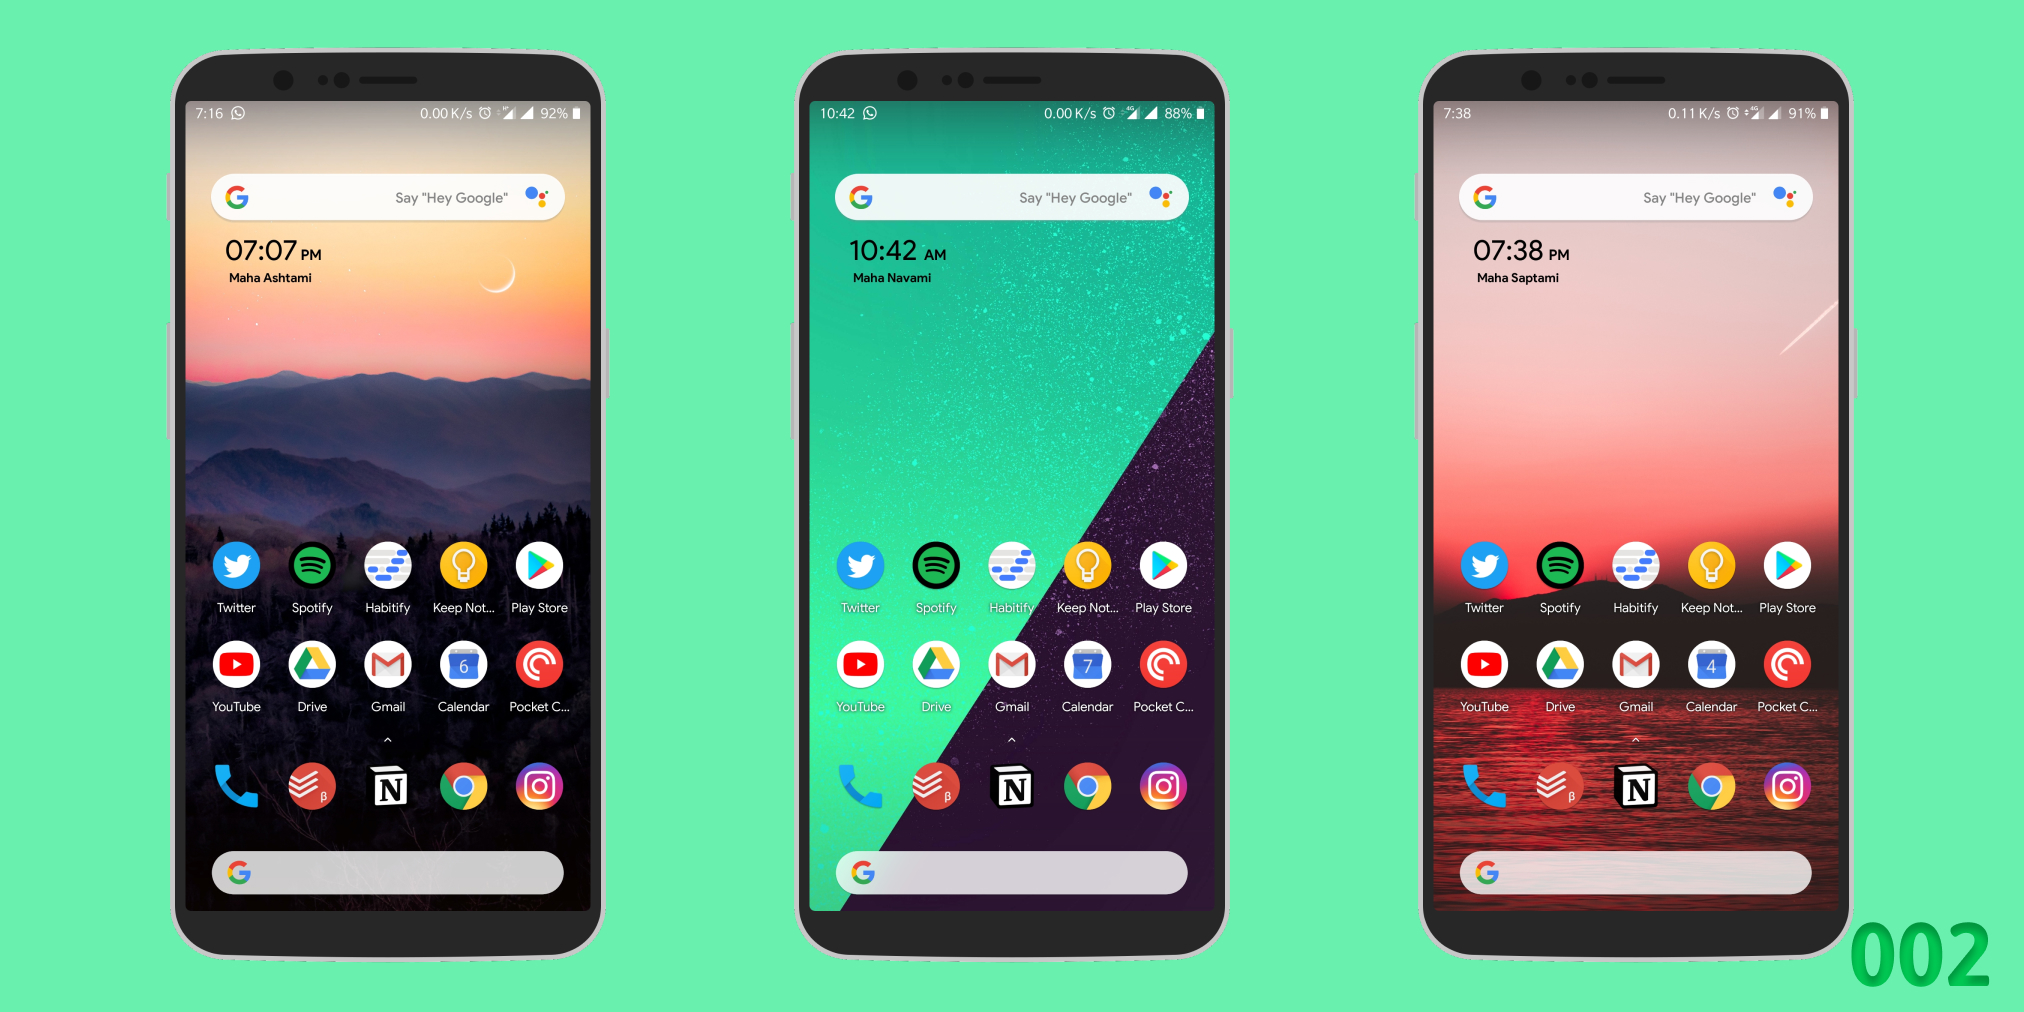 7:16 0.00 K/s H+ 92%
Say "Hey Google"
07:07 PM
Maha Ashtami
Twitter Spotify Habitify Keep Not... Play Store
6
YouTube Drive Gmail Calendar Pocket C...
β N
G
10:42 0.00 K/s 4G 88%
Say "Hey Google"
10:42 AM
Maha Navami
Twitter Spotify Habitify Keep Not... Play Store
7
YouTube Drive Gmail Calendar Pocket C...
β N
G
7:38 0.11 K/s 4G 91%
Say "Hey Google"
07:38 PM
Maha Saptami
Twitter Spotify Habitify Keep Not... Play Store
4
YouTube Drive Gmail Calendar Pocket C...
β N
G
002